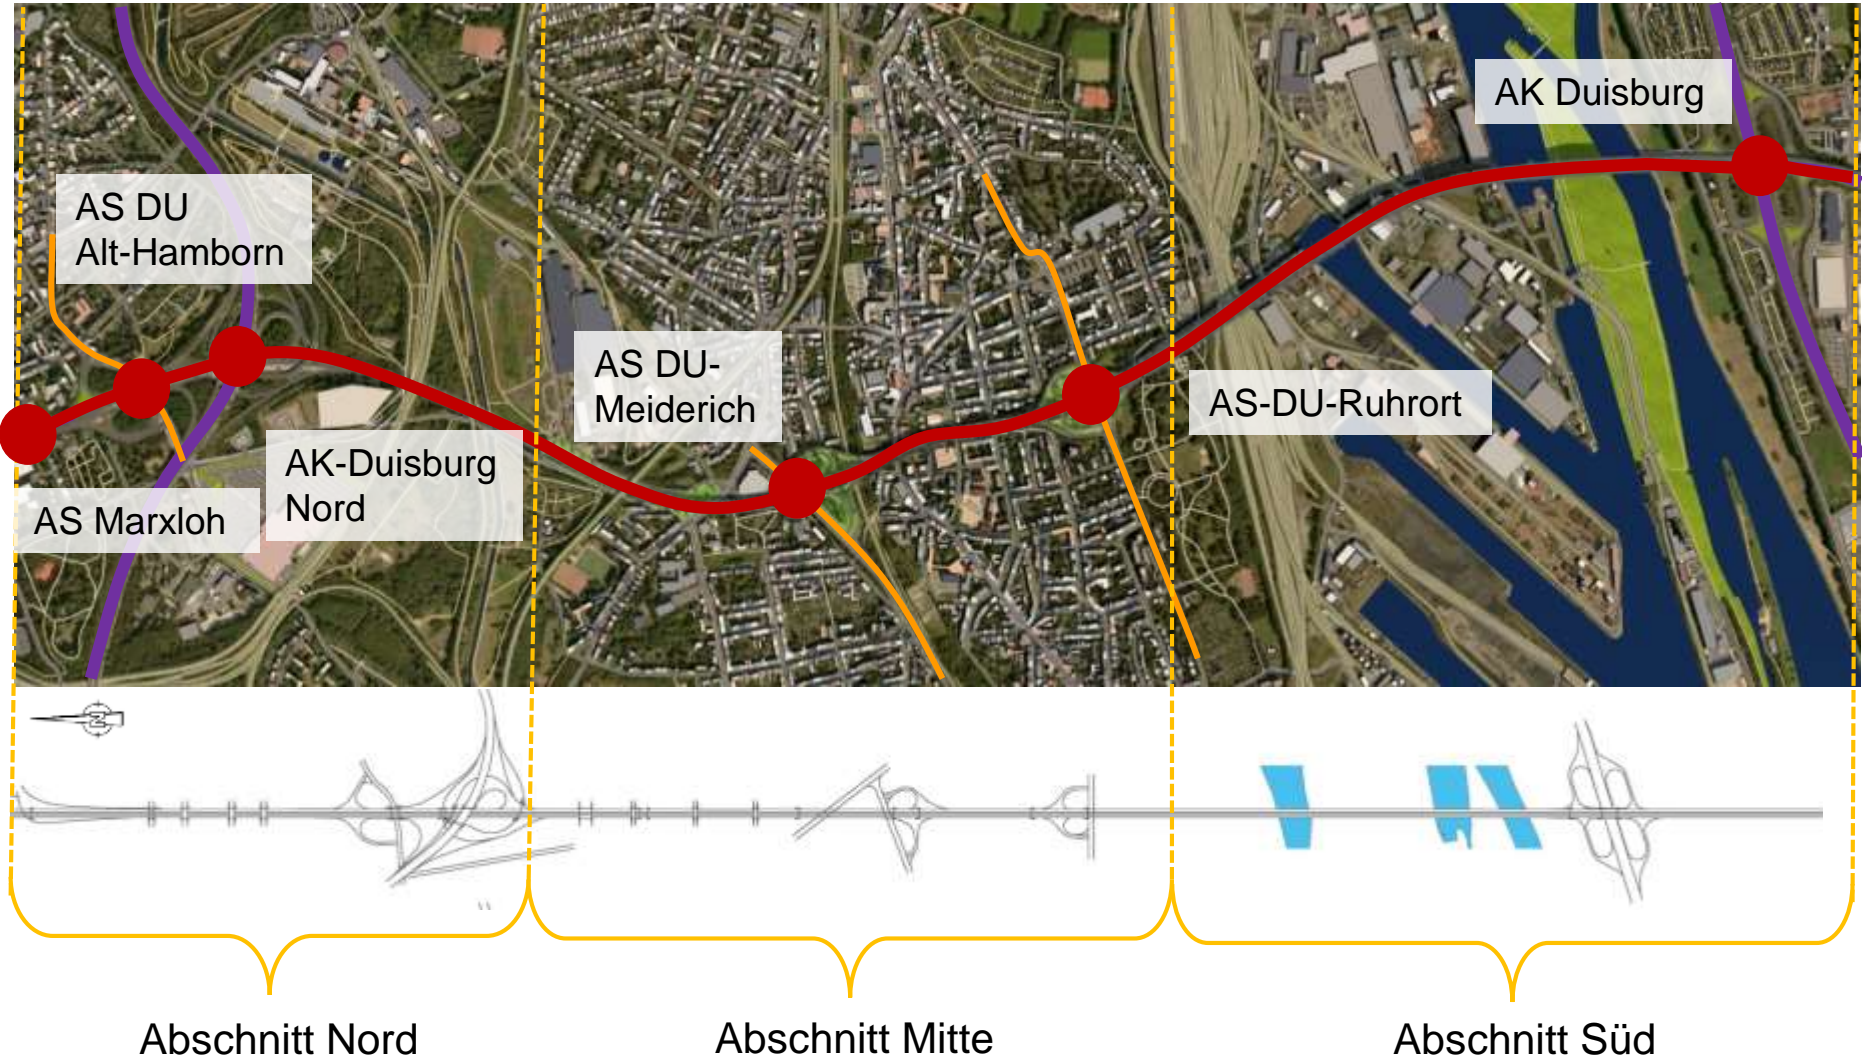 AK Duisburg
AS DU
Alt-Hamborn
AS DU-
Meiderich
AS-DU-Ruhrort
AK-Duisburg
Nord
AS Marxloh
N
Abschnitt Nord
Abschnitt Mitte
Abschnitt Süd